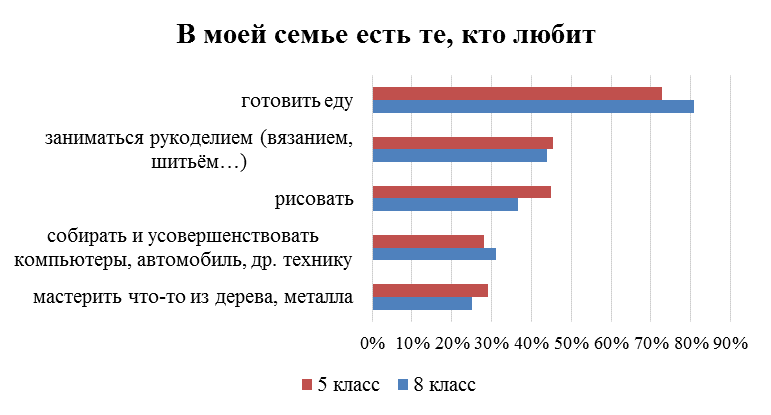 В моей семье есть те, кто любит
готовить еду
заниматься рукоделием (вязанием,
шитьём…)
рисовать
собирать и усовершенствовать
компьютеры, автомобиль, др. технику
мастерить что-то из дерева, металла
0% 10% 20% 30% 40% 50% 60% 70% 80% 90%
5 класс 8 класс